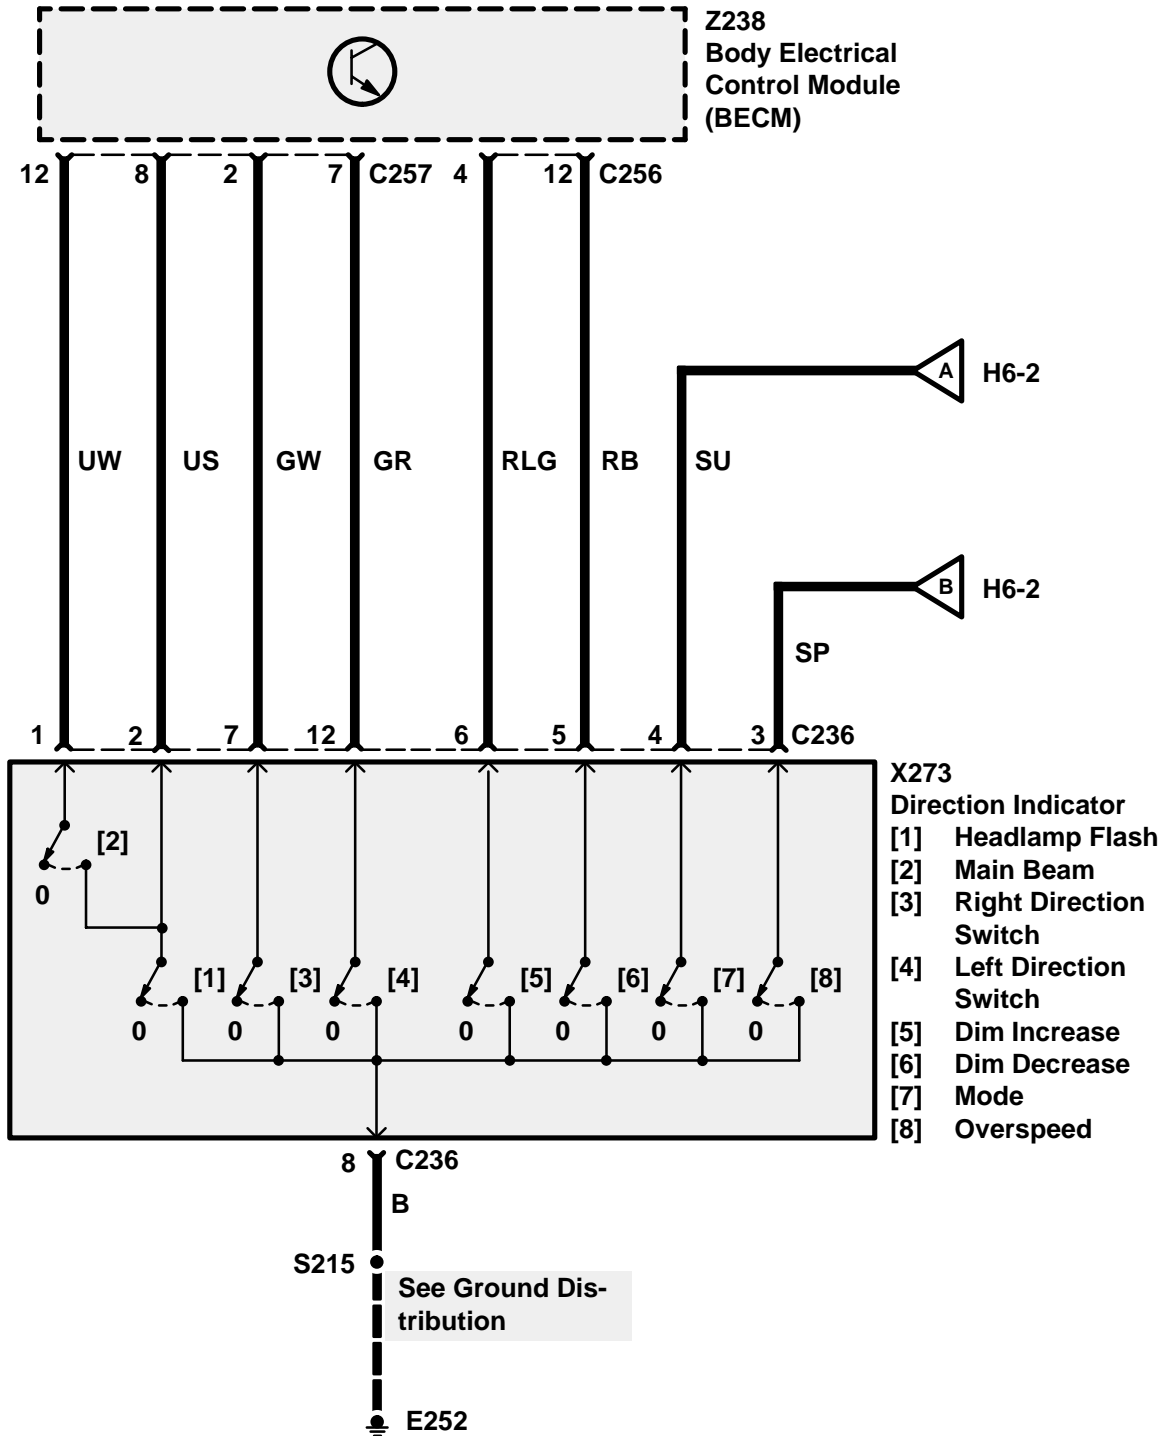 Z238
Body Electrical
Control Module
(BECM)
12 8 2 7 C257 4 12 C256
A H6-2
UW US GW GR RLG RB SU
B H6-2
SP
1 2 7 12 6 5 4 3 C236
X273
Direction Indicator
[1] Headlamp Flash
[2] Main Beam
[3] Right Direction
Switch
[4] Left Direction
Switch
[5] Dim Increase
[6] Dim Decrease
[7] Mode
[8] Overspeed
[2]
0
[1] [3] [4] [5] [6] [7] [8]
0 0 0 0 0 0 0
8 C236
B
S215
See Ground Dis-
tribution
E252